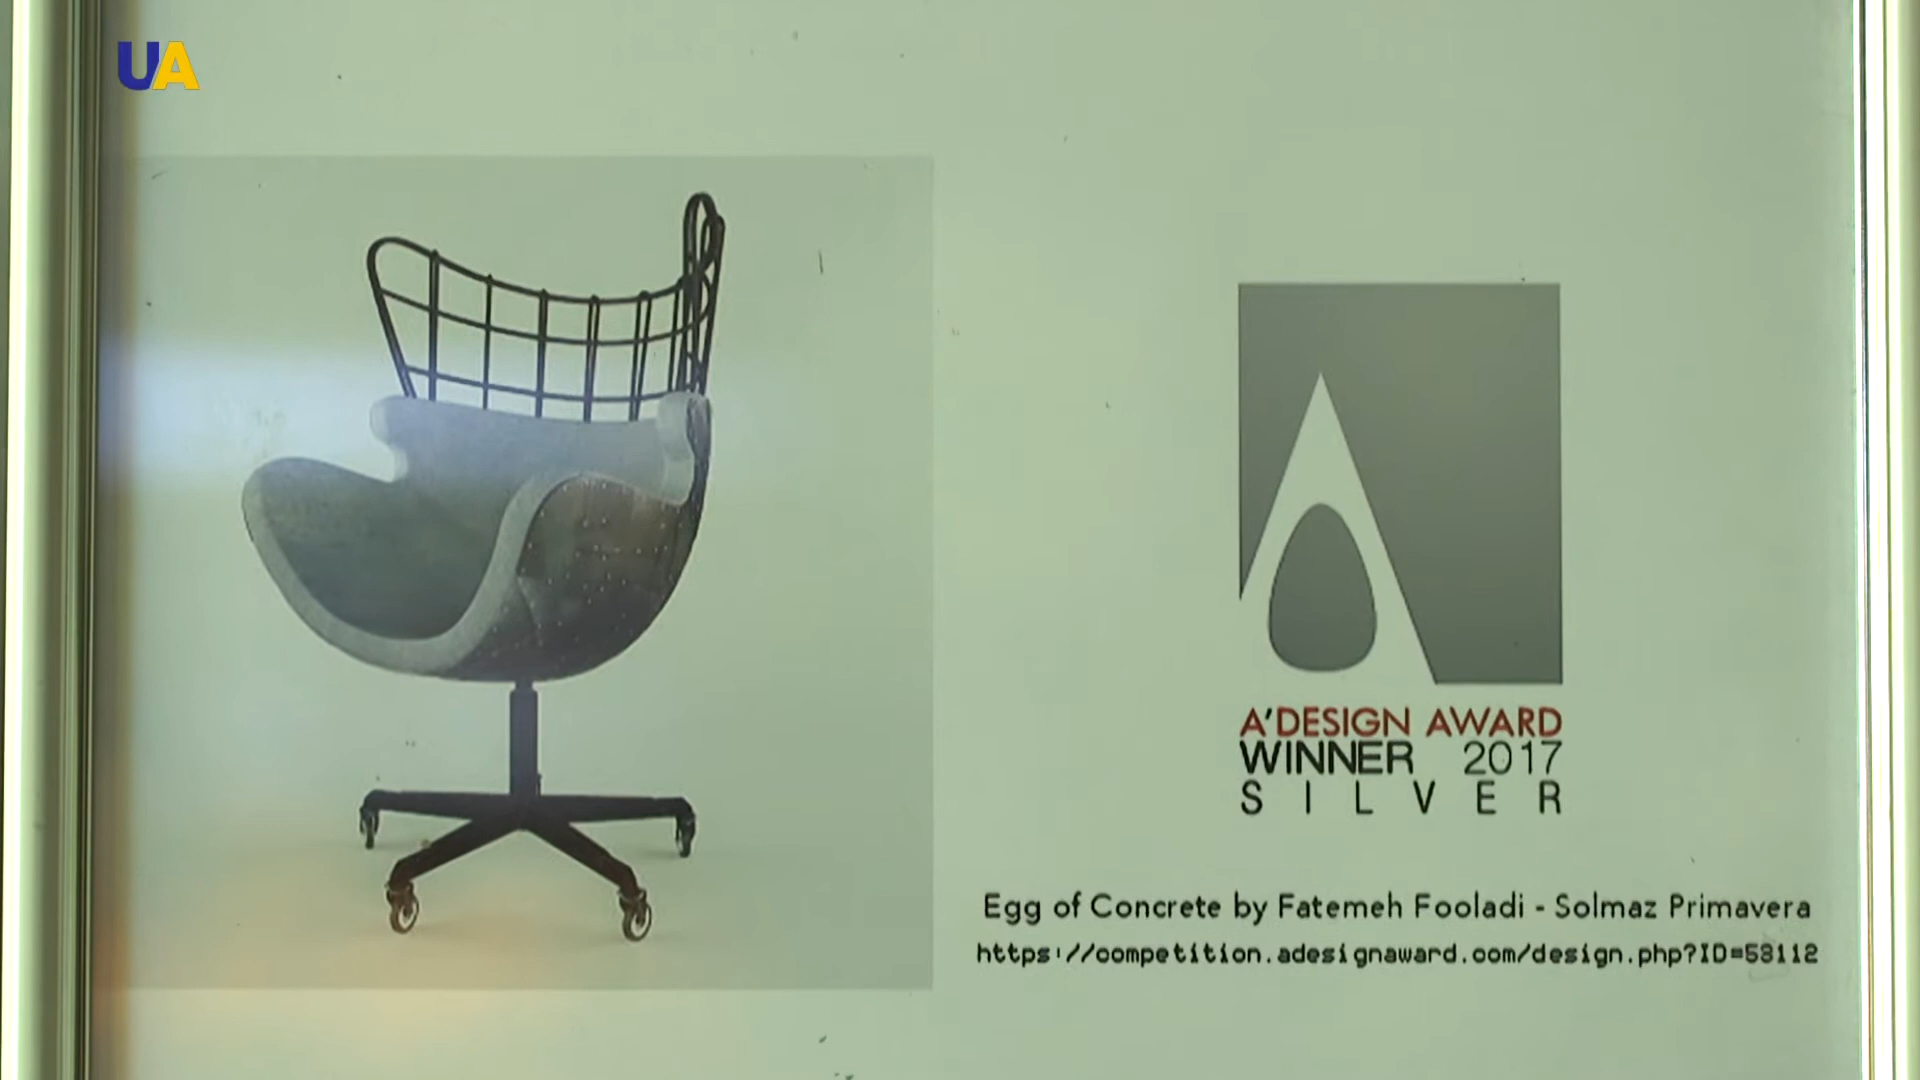 UA
A'DESIGN AWARD
WINNER 2017
SILVER
Egg of Concrete by Fatemeh Fooladi - Solmaz Primavera
https://competition.adesignaward.com/design.php?ID=58112